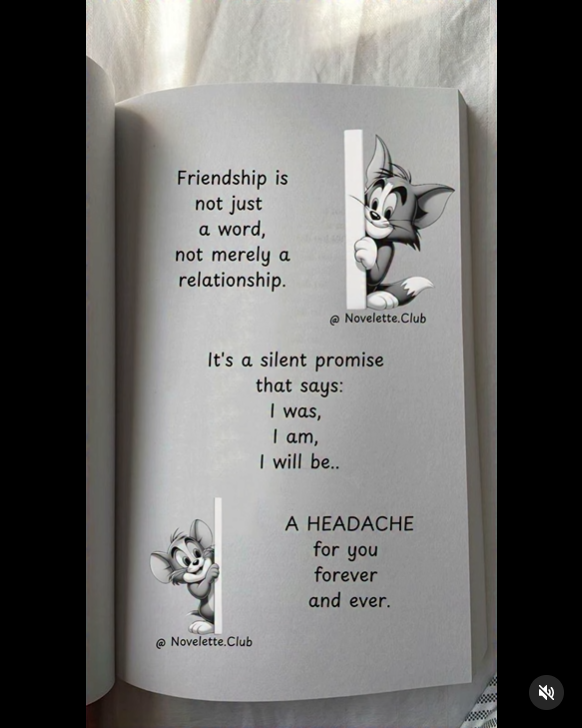 Friendship is
not just
a word,
not merely a
relationship.
@ Novelette.Club
It's a silent promise
that says:
I was,
I am,
I will be..
A HEADACHE
for you
forever
and ever.
@ Novelette.Club